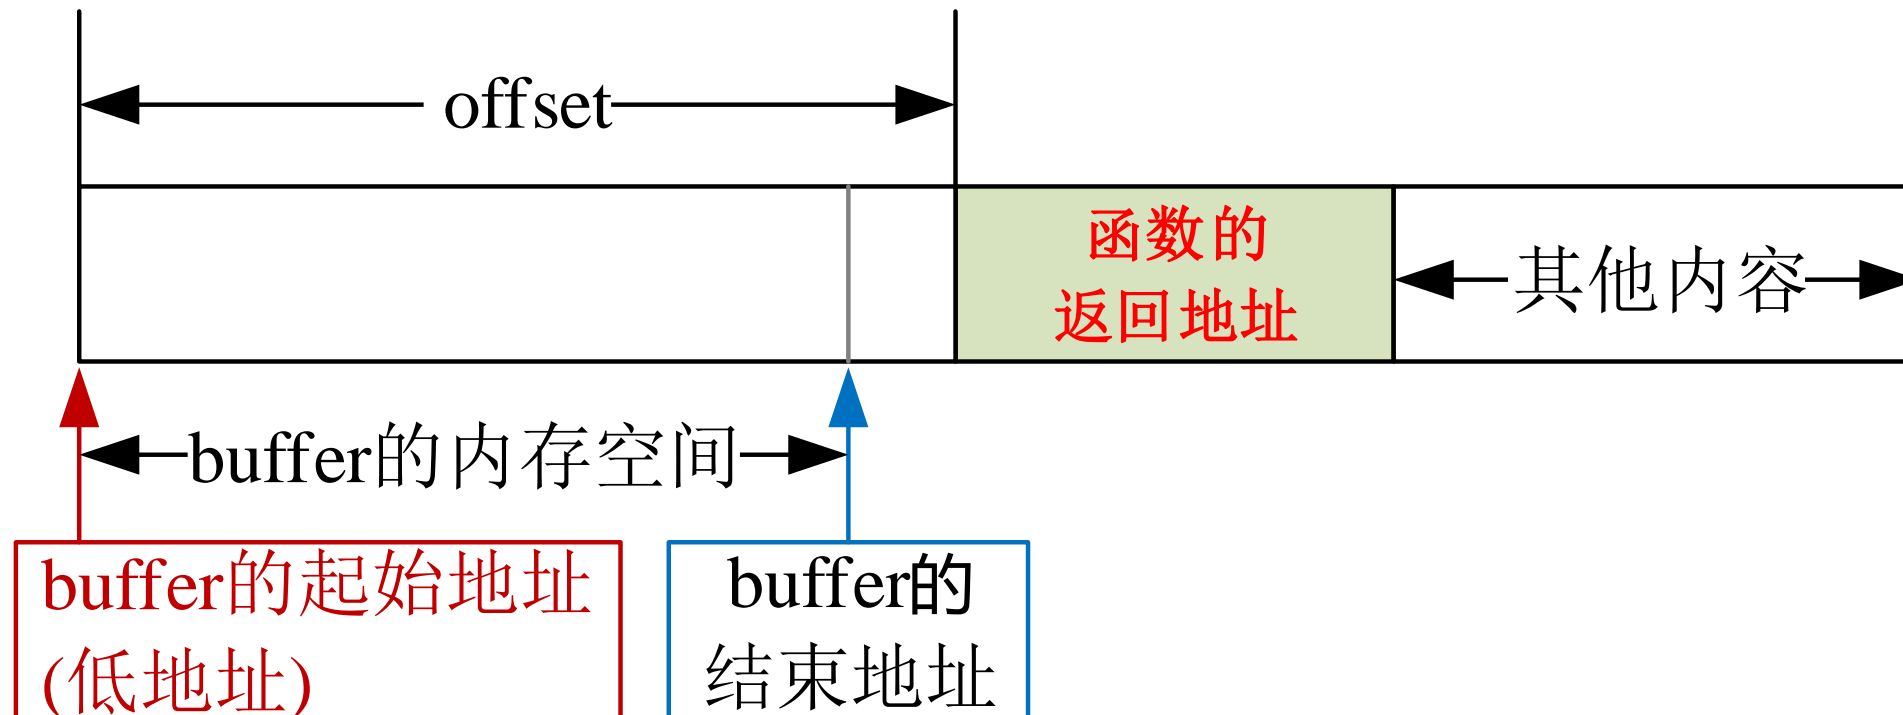 offset
函数的
返回地址
其他内容
buffer的内存空间
buffer的起始地址
(低地址)
buffer的
结束地址